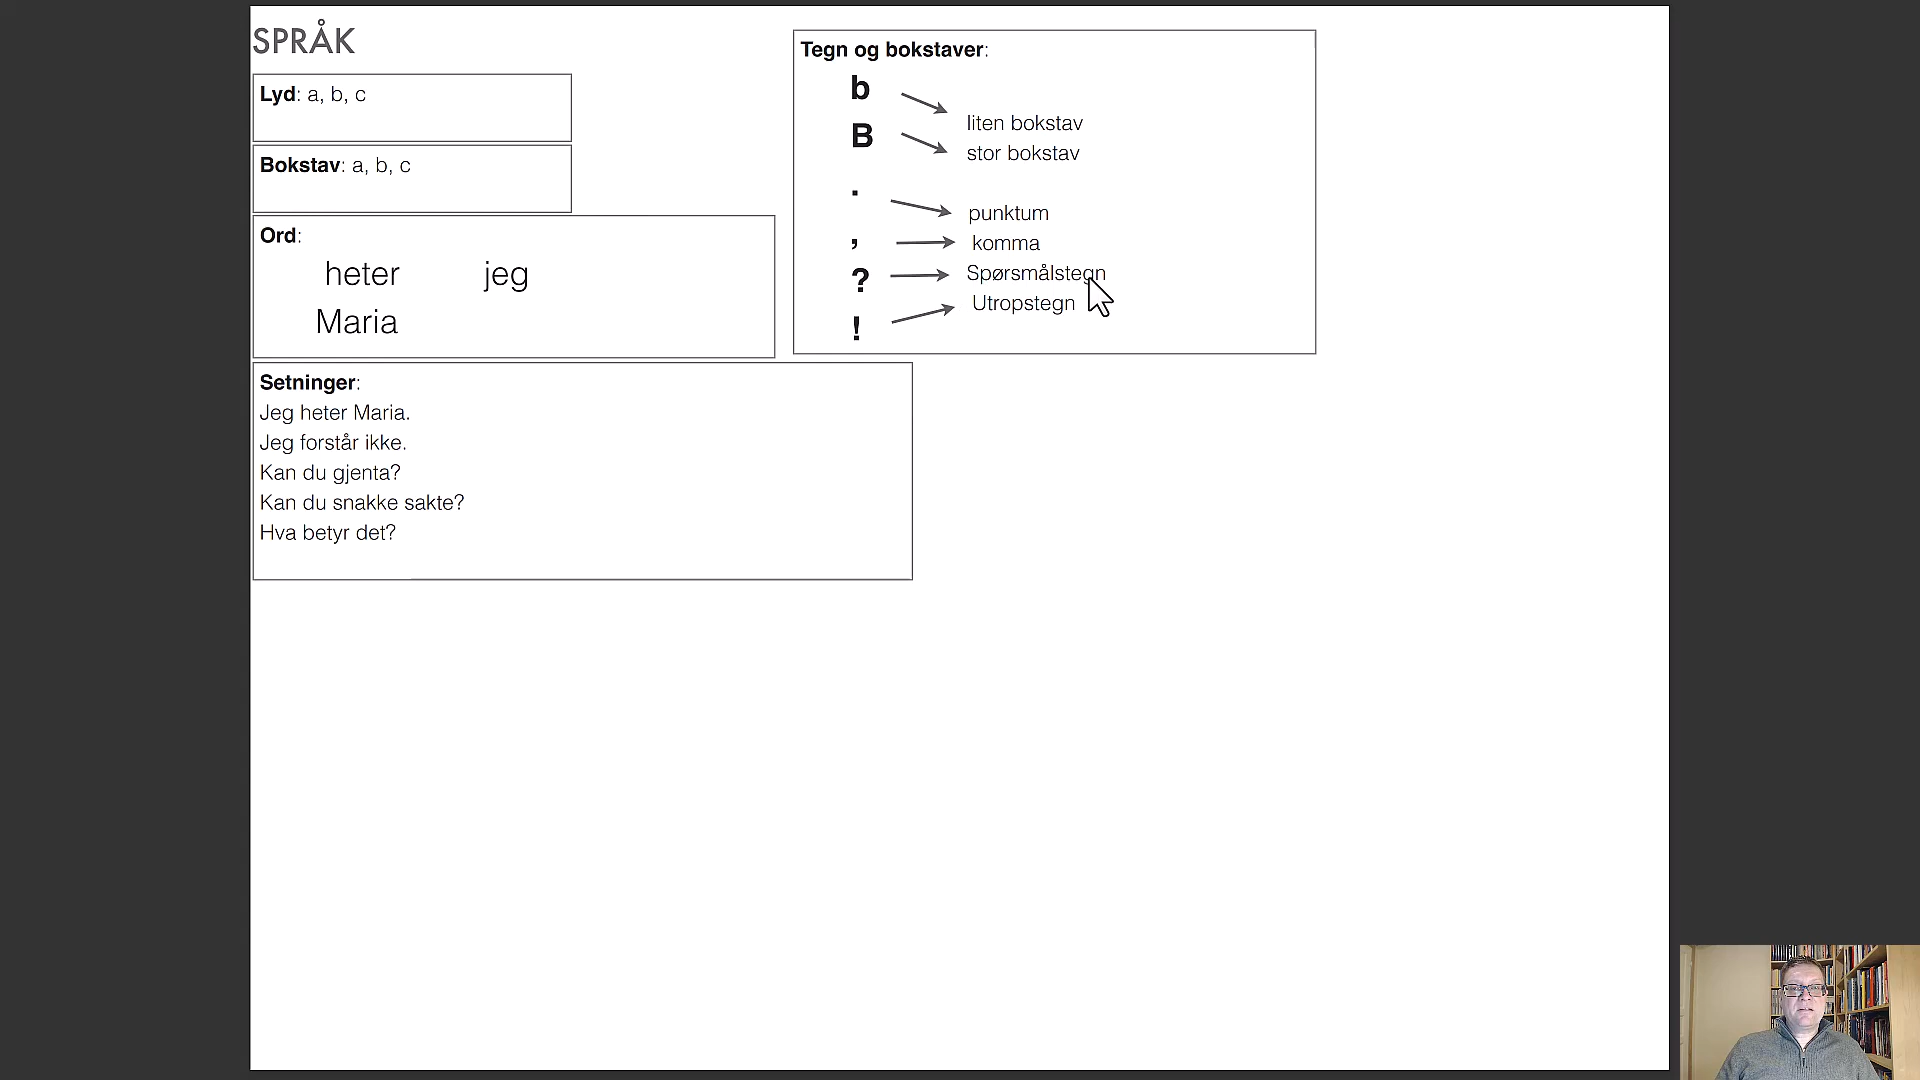 SPRÅK
Lyd: a, b, c
Bokstav: a, b, c
Ord:
heter jeg
Maria
Setninger:
Jeg heter Maria.
Jeg forstår ikke.
Kan du gjenta?
Kan du snakke sakte?
Hva betyr det?
Tegn og bokstaver:
b
liten bokstav
B
stor bokstav
.
punktum
,
komma
?
Spørsmålstegn
!
Utropstegn